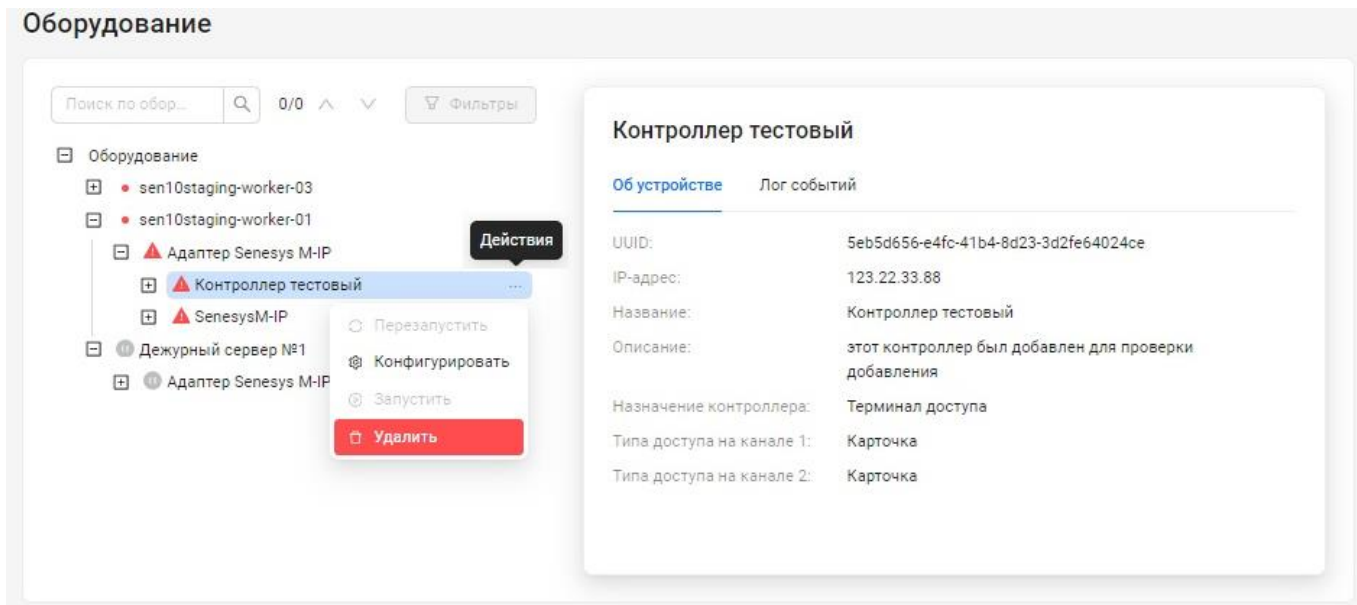 Оборудование
Поиск по обор...
0/0
Фильтры
Оборудование
sen10staging-worker-03
sen10staging-worker-01
Адаптер Senesys M-IP
Действия
Контроллер тестовый
...
SenesysM-IP
Дежурный сервер №1
Адаптер Senesys M-IP
Перезапустить
Конфигурировать
Запустить
Удалить
Контроллер тестовый
Об устройстве Лог событий
UUID: 5eb5d656-e4fc-41b4-8d23-3d2fe64024ce
IP-адрес: 123.22.33.88
Название: Контроллер тестовый
Описание: этот контроллер был добавлен для проверки
добавления
Назначение контроллера: Терминал доступа
Типа доступа на канале 1: Карточка
Типа доступа на канале 2: Карточка